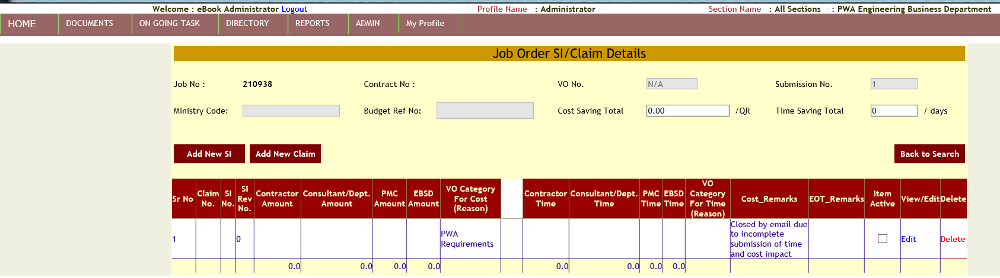 Welcome : eBook Administrator Logout Profile Name : Administrator Section Name : All Sections : : PWA Engineering Business Department
HOME DOCUMENTS ON GOING TASK DIRECTORY REPORTS ADMIN My Profile
Job Order SI/Claim Details
Job No : 210938 Contract No : VO No. N/A Submission No. 1
Ministry Code: Budget Ref No: Cost Saving Total 0.00 /QR Time Saving Total 0 / days
Add New SI Add New Claim Back to Search
Sr No Claim No. SI No. SI Rev No. Contractor Amount Consultant/Dept. Amount PMC Amount EBSD Amount VO Category For Cost (Reason) Contractor Time Consultant/Dept. Time PMC Time EBSD Time VO Category For Time (Reason) Cost_Remarks EOT_Remarks Item Active View/Edit Delete
1 0 PWA Requirements Closed by email due to incomplete submission of time and cost impact Edit Delete
0.0 0.0 0.0 0.0 0.0 0.0 0.0 0.0